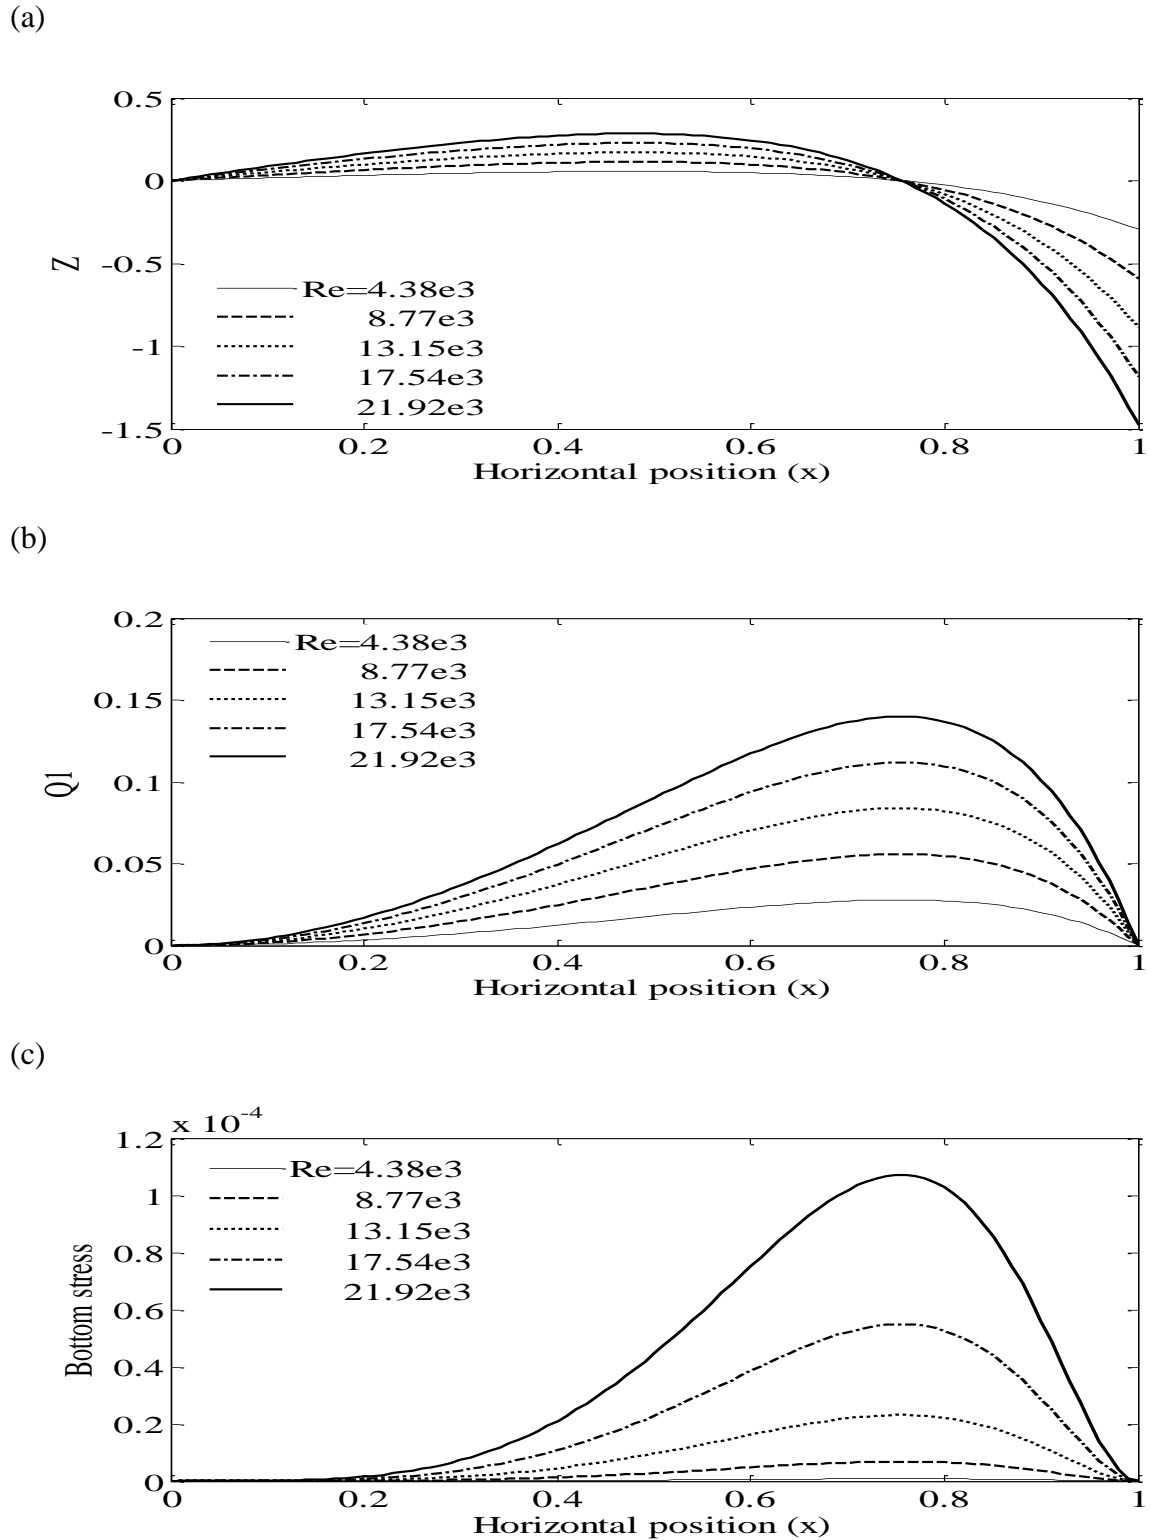 (a)
0.5
0
-0.5
-1
-1.5
Z
Re=4.38e3
8.77e3
13.15e3
17.54e3
21.92e3
0 0.2 0.4 0.6 0.8 1
Horizontal position (x)
(b)
0.2
0.15
0.1
0.05
0
Q1
Re=4.38e3
8.77e3
13.15e3
17.54e3
21.92e3
0 0.2 0.4 0.6 0.8 1
Horizontal position (x)
(c)
x 10^-4
1.2
1
0.8
0.6
0.4
0.2
0
Bottom stress
Re=4.38e3
8.77e3
13.15e3
17.54e3
21.92e3
0 0.2 0.4 0.6 0.8 1
Horizontal position (x)